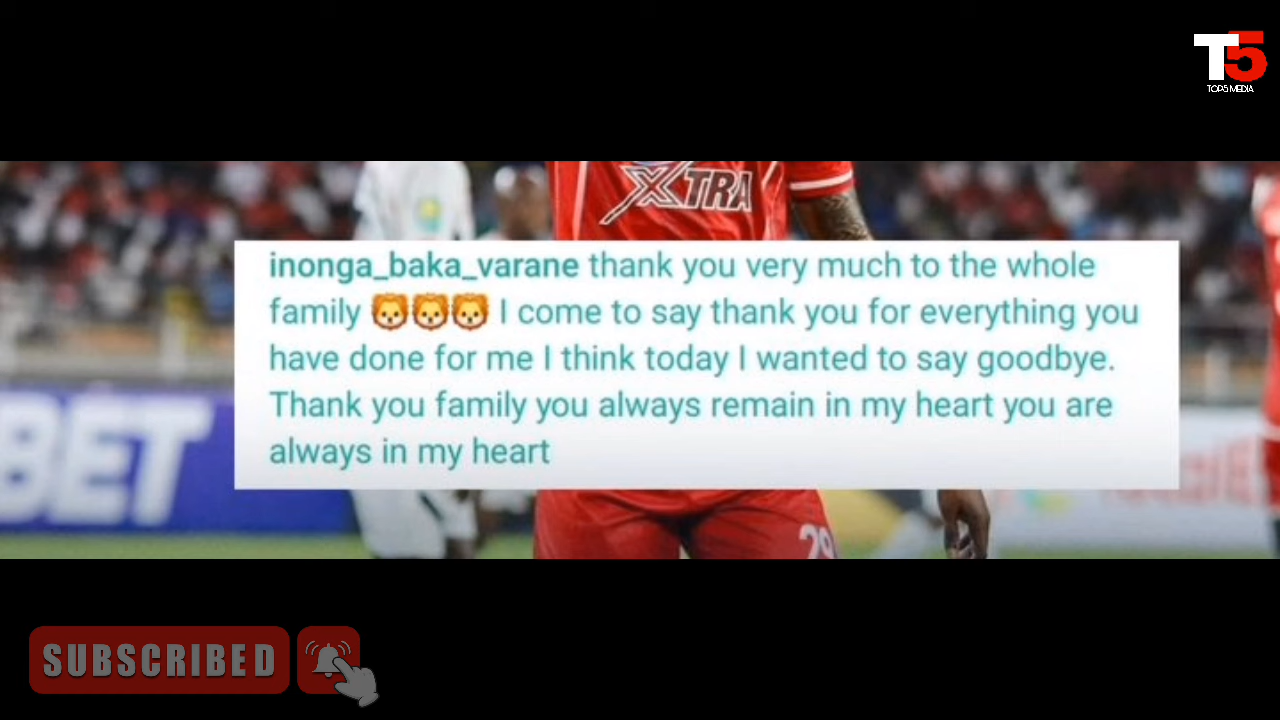 T5
TOP5 MEDIA
XTRA
inonga_baka_varane thank you very much to the whole
family 🦁🦁🦁 I come to say thank you for everything you
have done for me I think today I wanted to say goodbye.
Thank you family you always remain in my heart you are
always in my heart
BET
29
SUBSCRIBED